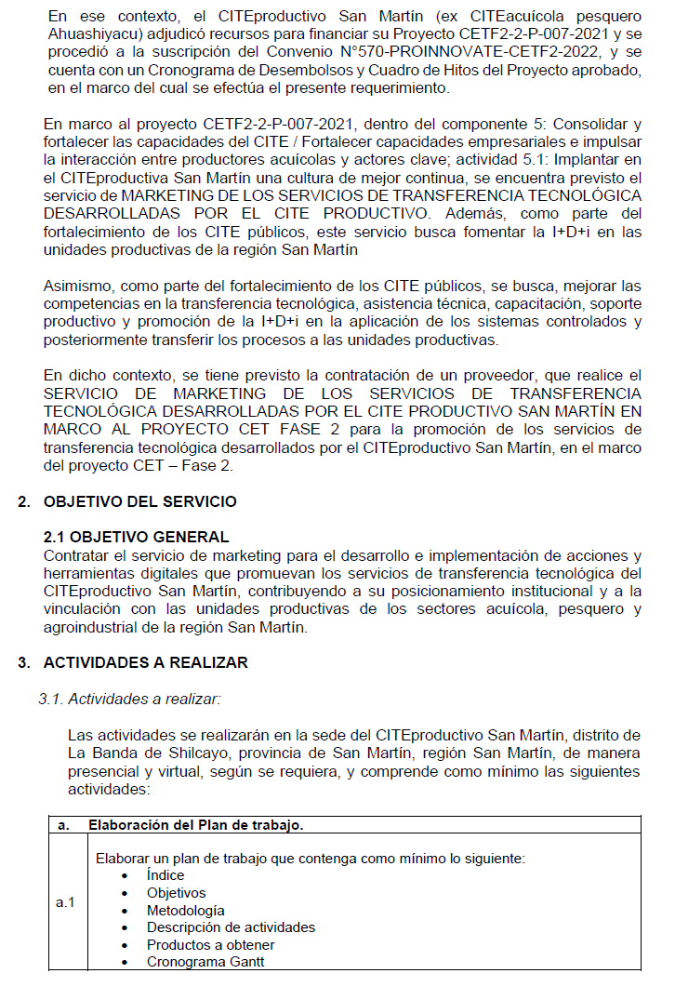 En ese contexto, el CITEproductivo San Martín (ex CITEacuícola pesquero
Ahuashiyacu) adjudicó recursos para financiar su Proyecto CETF2-2-P-007-2021 y se
procedió a la suscripción del Convenio N°570-PROINNOVATE-CETF2-2022, y se
cuenta con un Cronograma de Desembolsos y Cuadro de Hitos del Proyecto aprobado,
en el marco del cual se efectúa el presente requerimiento.
En marco al proyecto CETF2-2-P-007-2021, dentro del componente 5: Consolidar y
fortalecer las capacidades del CITE / Fortalecer capacidades empresariales e impulsar
la interacción entre productores acuícolas y actores clave; actividad 5.1: Implantar en
el CITEproductiva San Martín una cultura de mejor continua, se encuentra previsto el
servicio de MARKETING DE LOS SERVICIOS DE TRANSFERENCIA TECNOLÓGICA
DESARROLLADAS POR EL CITE PRODUCTIVO. Además, como parte del
fortalecimiento de los CITE públicos, este servicio busca fomentar la I+D+i en las
unidades productivas de la región San Martín
Asimismo, como parte del fortalecimiento de los CITE públicos, se busca, mejorar las
competencias en la transferencia tecnológica, asistencia técnica, capacitación, soporte
productivo y promoción de la I+D+i en la aplicación de los sistemas controlados y
posteriormente transferir los procesos a las unidades productivas.
En dicho contexto, se tiene previsto la contratación de un proveedor, que realice el
SERVICIO DE MARKETING DE LOS SERVICIOS DE TRANSFERENCIA
TECNOLÓGICA DESARROLLADAS POR EL CITE PRODUCTIVO SAN MARTÍN EN
MARCO AL PROYECTO CET FASE 2 para la promoción de los servicios de
transferencia tecnológica desarrollados por el CITEproductivo San Martín, en el marco
del proyecto CET – Fase 2.
2. OBJETIVO DEL SERVICIO
2.1 OBJETIVO GENERAL
Contratar el servicio de marketing para el desarrollo e implementación de acciones y
herramientas digitales que promuevan los servicios de transferencia tecnológica del
CITEproductivo San Martín, contribuyendo a su posicionamiento institucional y a la
vinculación con las unidades productivas de los sectores acuícola, pesquero y
agroindustrial de la región San Martín.
3. ACTIVIDADES A REALIZAR
3.1. Actividades a realizar:
Las actividades se realizarán en la sede del CITEproductivo San Martín, distrito de
La Banda de Shilcayo, provincia de San Martín, región San Martín, de manera
presencial y virtual, según se requiera, y comprende como mínimo las siguientes
actividades:
a. Elaboración del Plan de trabajo.
a.1
Elaborar un plan de trabajo que contenga como mínimo lo siguiente:
• Índice
• Objetivos
• Metodología
• Descripción de actividades
• Productos a obtener
• Cronograma Gantt